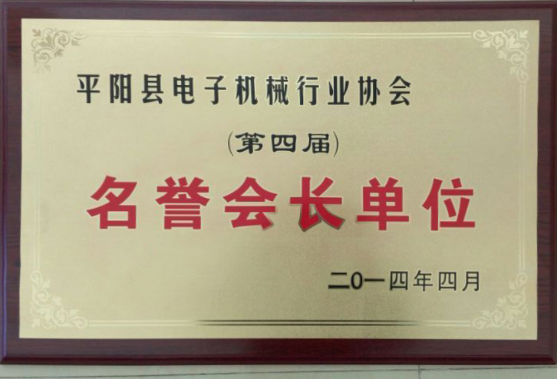 平阳县电子机械行业协会
(第四届)
名誉会长单位
二0一四年四月